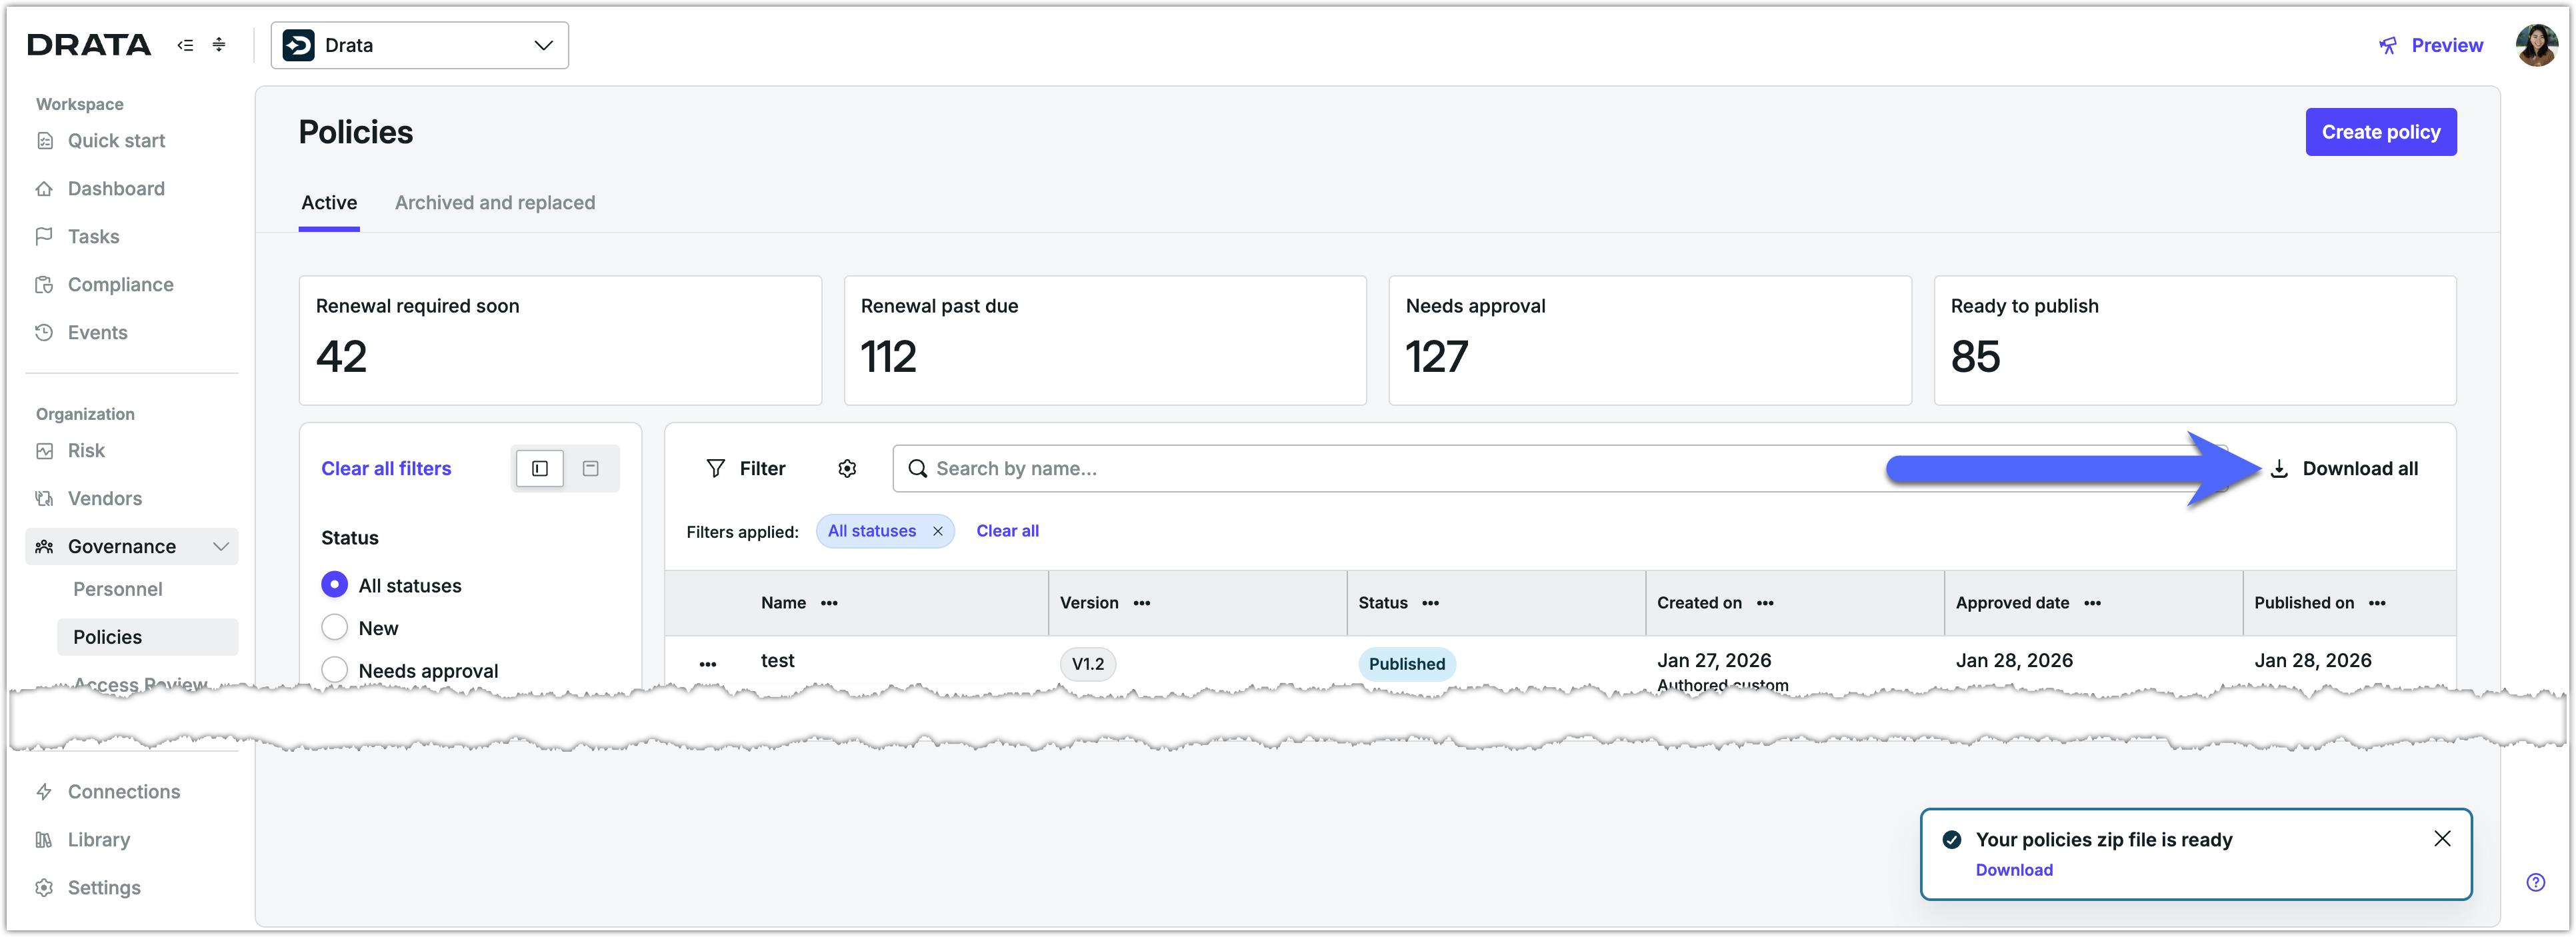 DRATA
Drata
Preview
Workspace
Quick start
Dashboard
Tasks
Compliance
Events
Organization
Risk
Vendors
Governance
Personnel
Policies
Access Review
Connections
Library
Settings
Policies
Create policy
Active
Archived and replaced
Renewal required soon
42
Renewal past due
112
Needs approval
127
Ready to publish
85
Clear all filters
Status
All statuses
New
Needs approval
Filter
Search by name...
Download all
Filters applied: All statuses Clear all
Name Version Status Created on Approved date Published on
test V1.2 Published Jan 27, 2026 Jan 28, 2026 Jan 28, 2026
Authored custom
Your policies zip file is ready
Download